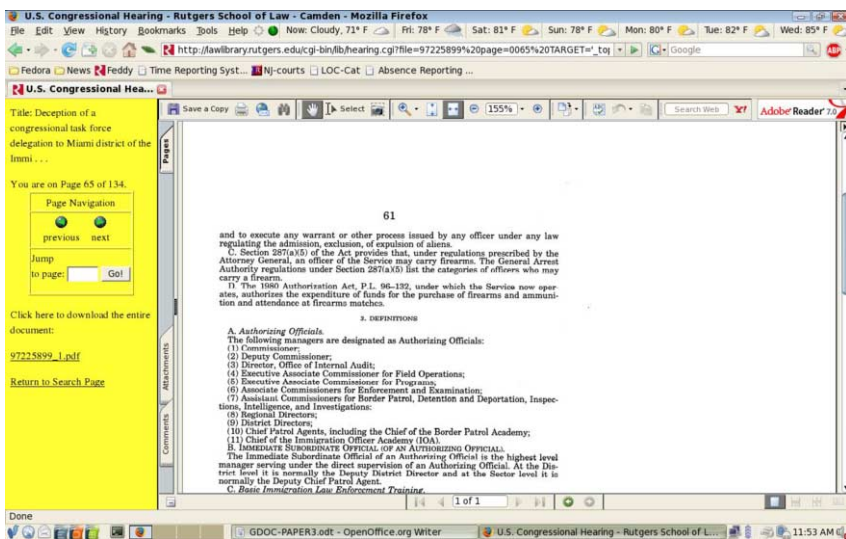 U.S. Congressional Hearing - Rutgers School of Law - Camden - Mozilla Firefox
File Edit View History Bookmarks Tools Help Now: Cloudy, 71° F Fri: 78° F Sat: 81° F Sun: 78° F Mon: 80° F Tue: 82° F Wed: 85° F
http://lawlibrary.rutgers.edu/cgi-bin/lib/hearing.cgi?file=97225899%20page=0065%20TARGET='_top Google
Fedora News Feddy Time Reporting Syst... NJ-courts LOC-Cat Absence Reporting ...
U.S. Congressional Hea...
Save a Copy Select 155% Search Web Y! Adobe Reader 7.0
Title: Deception of a
congressional task force
delegation to Miami district of the
Immi . . .
You are on Page 65 of 134.
Page Navigation
previous next
Jump
to page: Go!
Click here to download the entire
document:
97225899_1.pdf
Return to Search Page
Pages
Attachments
Comments
61
and to execute any warrant or other process issued by any officer under any law
regulating the admission, exclusion, of expulsion of aliens.
C. Section 287(a)(5) of the Act provides that, under regulations prescribed by the
Attorney General, an officer of the Service may carry firearms. The General Arrest
Authority regulations under Section 287(a)(5) list the categories of officers who may
carry a firearm.
D. The 1980 Authorization Act, P.L. 96–132, under which the Service now oper-
ates, authorizes the expenditure of funds for the purchase of firearms and ammuni-
tion and attendance at firearms matches.
3. DEFINITIONS
A. Authorizing Officials.
The following managers are designated as Authorizing Officials:
(1) Commissioner;
(2) Deputy Commissioner;
(3) Director, Office of Internal Audit;
(4) Executive Associate Commissioner for Field Operations;
(5) Executive Associate Commissioner for Programs;
(6) Associate Commissioners for Enforcement and Examination;
(7) Assistant Commissioners for Border Patrol, Detention and Deportation, Inspec-
tions, Intelligence, and Investigations:
(8) Regional Directors;
(9) District Directors;
(10) Chief Patrol Agents, including the Chief of the Border Patrol Academy;
(11) Chief of the Immigration Officer Academy (IOA).
B. IMMEDIATE SUBORDINATE OFFICIAL (OF AN AUTHORIZING OFFICIAL).
The Immediate Subordinate Official of an Authorizing Official is the highest level
manager serving under the direct supervision of an Authorizing Official. At the Dis-
trict level it is normally the Deputy District Director and at the Sector level it is
normally the Deputy Chief Patrol Agent.
C. Basic Immigration Law Enforcement Training.
1 of 1
Done
GDOC-PAPER3.odt - OpenOffice.org Writer U.S. Congressional Hearing - Rutgers School of L... 11:53 AM